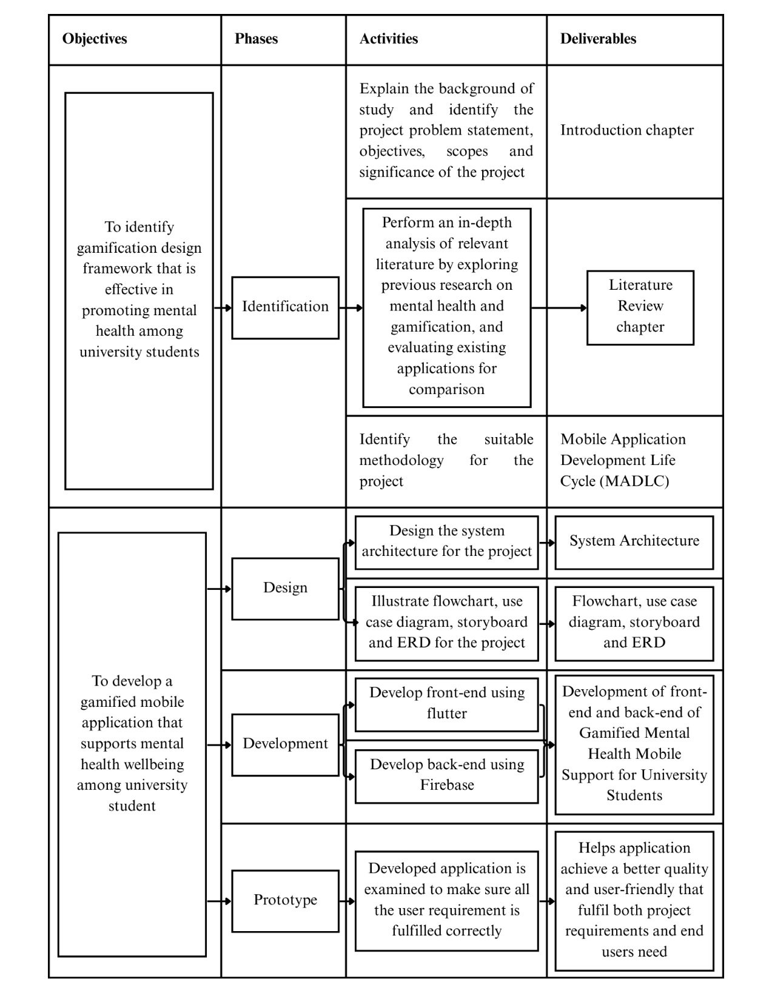 Objectives
Phases
Activities
Deliverables
To identify
gamification design
framework that is
effective in
promoting mental
health among
university students
Identification
Explain the background of
study and identify the
project problem statement,
objectives, scopes and
significance of the project
Introduction chapter
Perform an in-depth
analysis of relevant
literature by exploring
previous research on
mental health and
gamification, and
evaluating existing
applications for
comparison
Literature
Review
chapter
Identify the suitable
methodology for the
project
Mobile Application
Development Life
Cycle (MADLC)
To develop a
gamified mobile
application that
supports mental
health wellbeing
among university
student
Design
Design the system
architecture for the project
System Architecture
Illustrate flowchart, use
case diagram, storyboard
and ERD for the project
Flowchart, use case
diagram, storyboard
and ERD
Development
Develop front-end using
flutter
Develop back-end using
Firebase
Development of front-
end and back-end of
Gamified Mental
Health Mobile
Support for University
Students
Prototype
Developed application is
examined to make sure all
the user requirement is
fulfilled correctly
Helps application
achieve a better quality
and user-friendly that
fulfil both project
requirements and end
users need